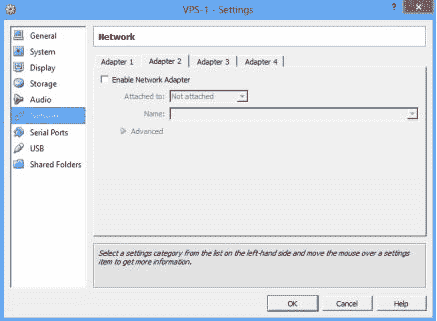 VPS-1 - Settings
?
General
System
Display
Storage
Audio
Network
Serial Ports
USB
Shared Folders
Network
Adapter 1 Adapter 2 Adapter 3 Adapter 4
Enable Network Adapter
Attached to: Not attached
Name:
Advanced
Select a settings category from the list on the left-hand side and move the mouse over a settings
item to get more information.
OK Cancel Help